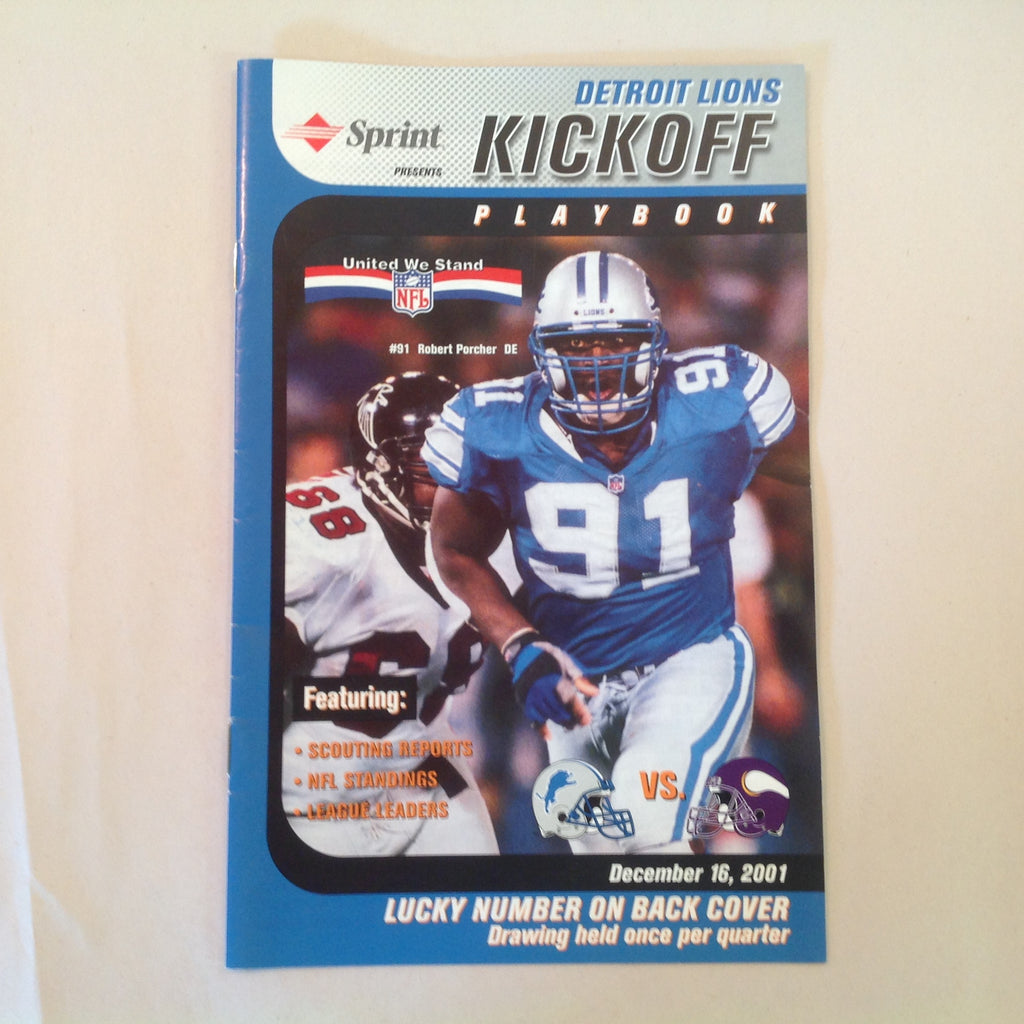 DETROIT LIONS
Sprint
PRESENTS
KICKOFF
PLAYBOOK
United We Stand
NFL
#91 Robert Porcher DE
LIONS
91
91
68
Featuring:
• SCOUTING REPORTS
• NFL STANDINGS
• LEAGUE LEADERS
VS.
December 16, 2001
LUCKY NUMBER ON BACK COVER
Drawing held once per quarter